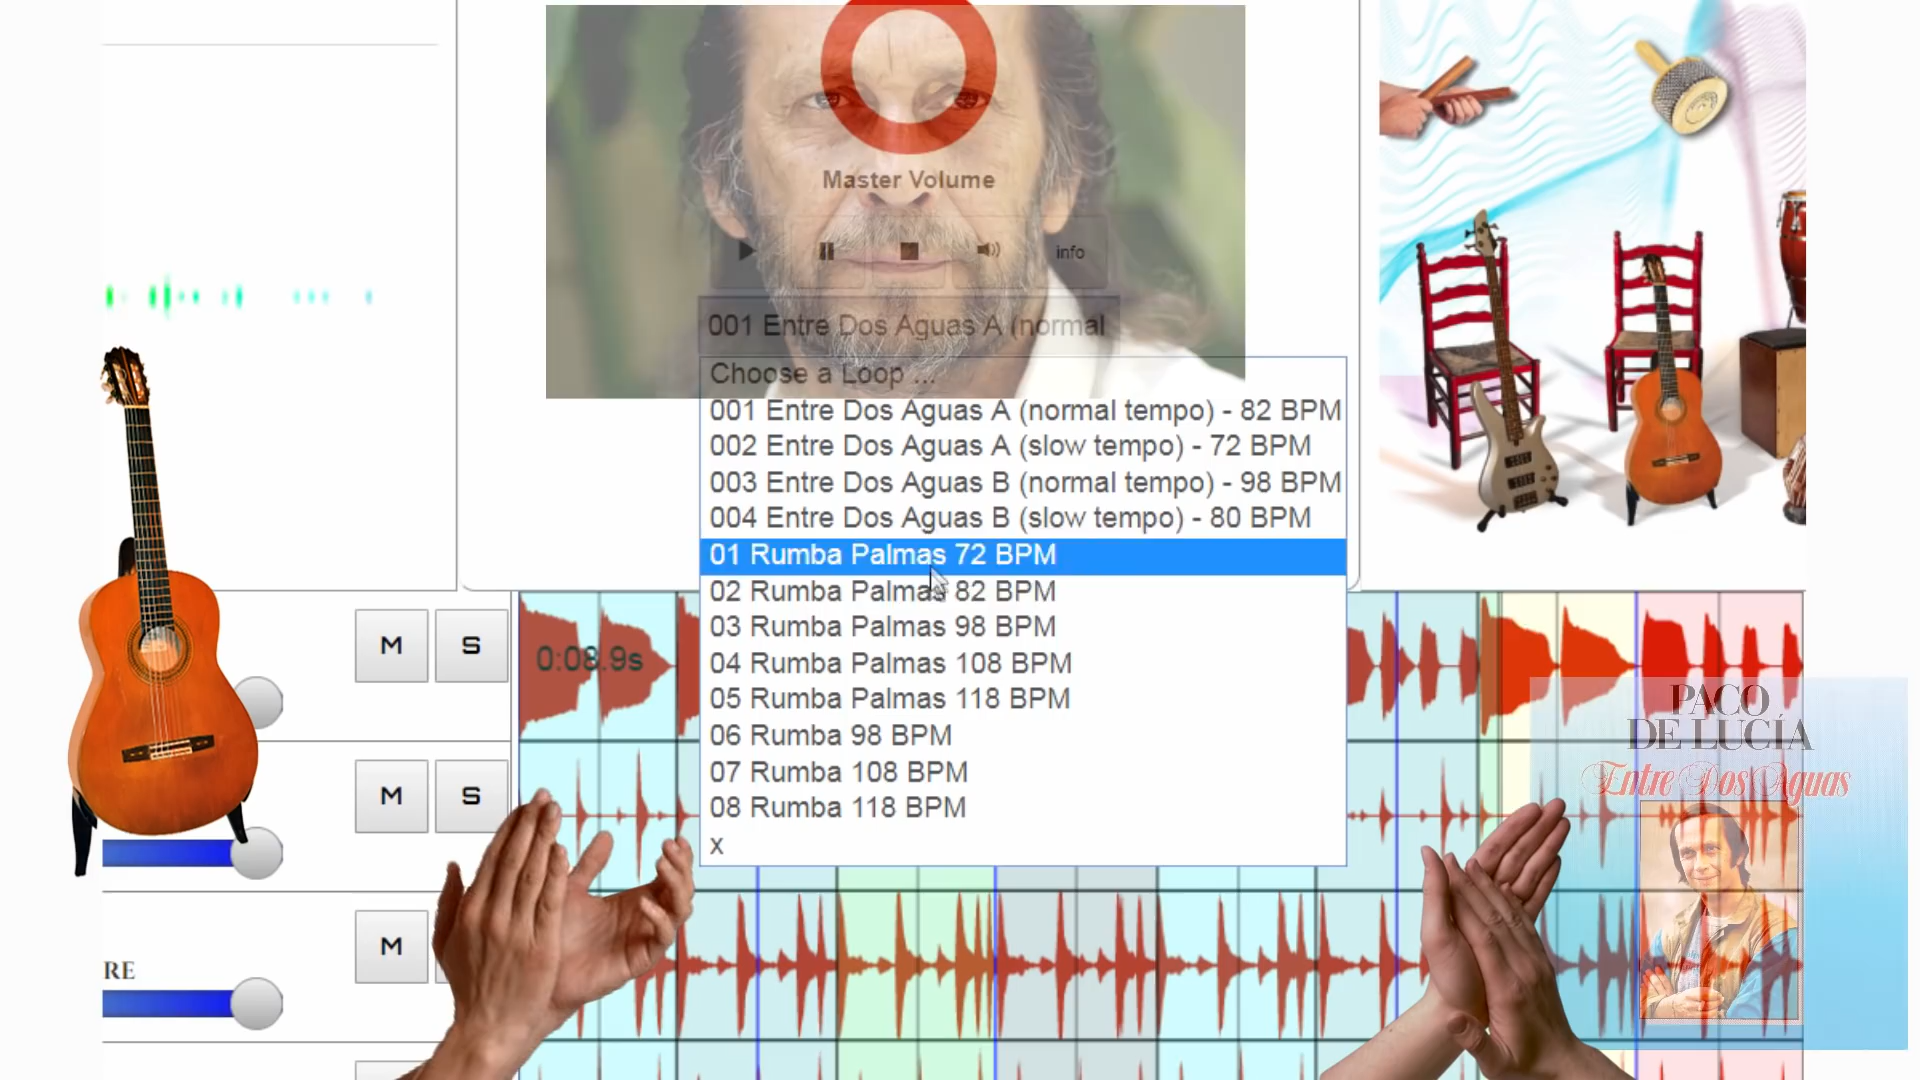 Master Volume
info
001 Entre Dos Aguas A (normal
Choose a Loop ...
001 Entre Dos Aguas A (normal tempo) - 82 BPM
002 Entre Dos Aguas A (slow tempo) - 72 BPM
003 Entre Dos Aguas B (normal tempo) - 98 BPM
004 Entre Dos Aguas B (slow tempo) - 80 BPM
01 Rumba Palmas 72 BPM
02 Rumba Palmas 82 BPM
03 Rumba Palmas 98 BPM
04 Rumba Palmas 108 BPM
05 Rumba Palmas 118 BPM
06 Rumba 98 BPM
07 Rumba 108 BPM
08 Rumba 118 BPM
x
M S
0:08.9s
M S
RE
M
PACO
DE LUCÍA
Entre Dos Aguas